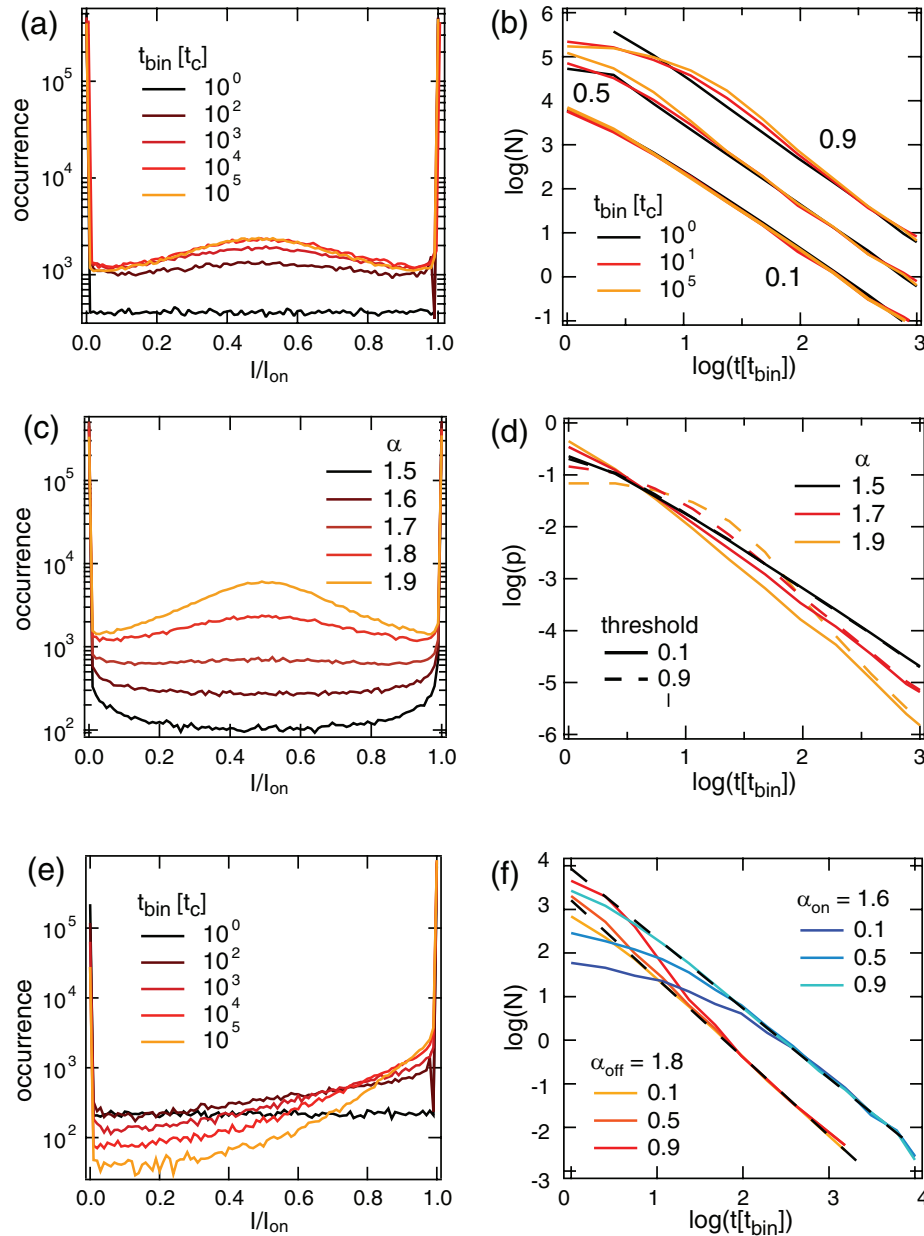 (a)
t_bin [t_c]
10^0
10^2
10^3
10^4
10^5
occurrence
10^5
10^4
10^3
0.0 0.2 0.4 0.6 0.8 1.0
I/I_on
(b)
0.5
0.9
0.1
t_bin [t_c]
10^0
10^1
10^5
log(N)
6
5
4
3
2
1
0
-1
0 1 2 3
log(t[t_bin])
(c)
α
1.5
1.6
1.7
1.8
1.9
occurrence
10^5
10^4
10^3
10^2
0.0 0.2 0.4 0.6 0.8 1.0
I/I_on
(d)
α
1.5
1.7
1.9
threshold
0.1
0.9
log(p)
0
-1
-2
-3
-4
-5
-6
0 1 2 3
log(t[t_bin])
(e)
t_bin [t_c]
10^0
10^2
10^3
10^4
10^5
occurrence
10^5
10^4
10^3
10^2
0.0 0.2 0.4 0.6 0.8 1.0
I/I_on
(f)
α_on = 1.6
0.1
0.5
0.9
α_off = 1.8
0.1
0.5
0.9
log(N)
4
3
2
1
0
-1
-2
-3
0 1 2 3 4
log(t[t_bin])